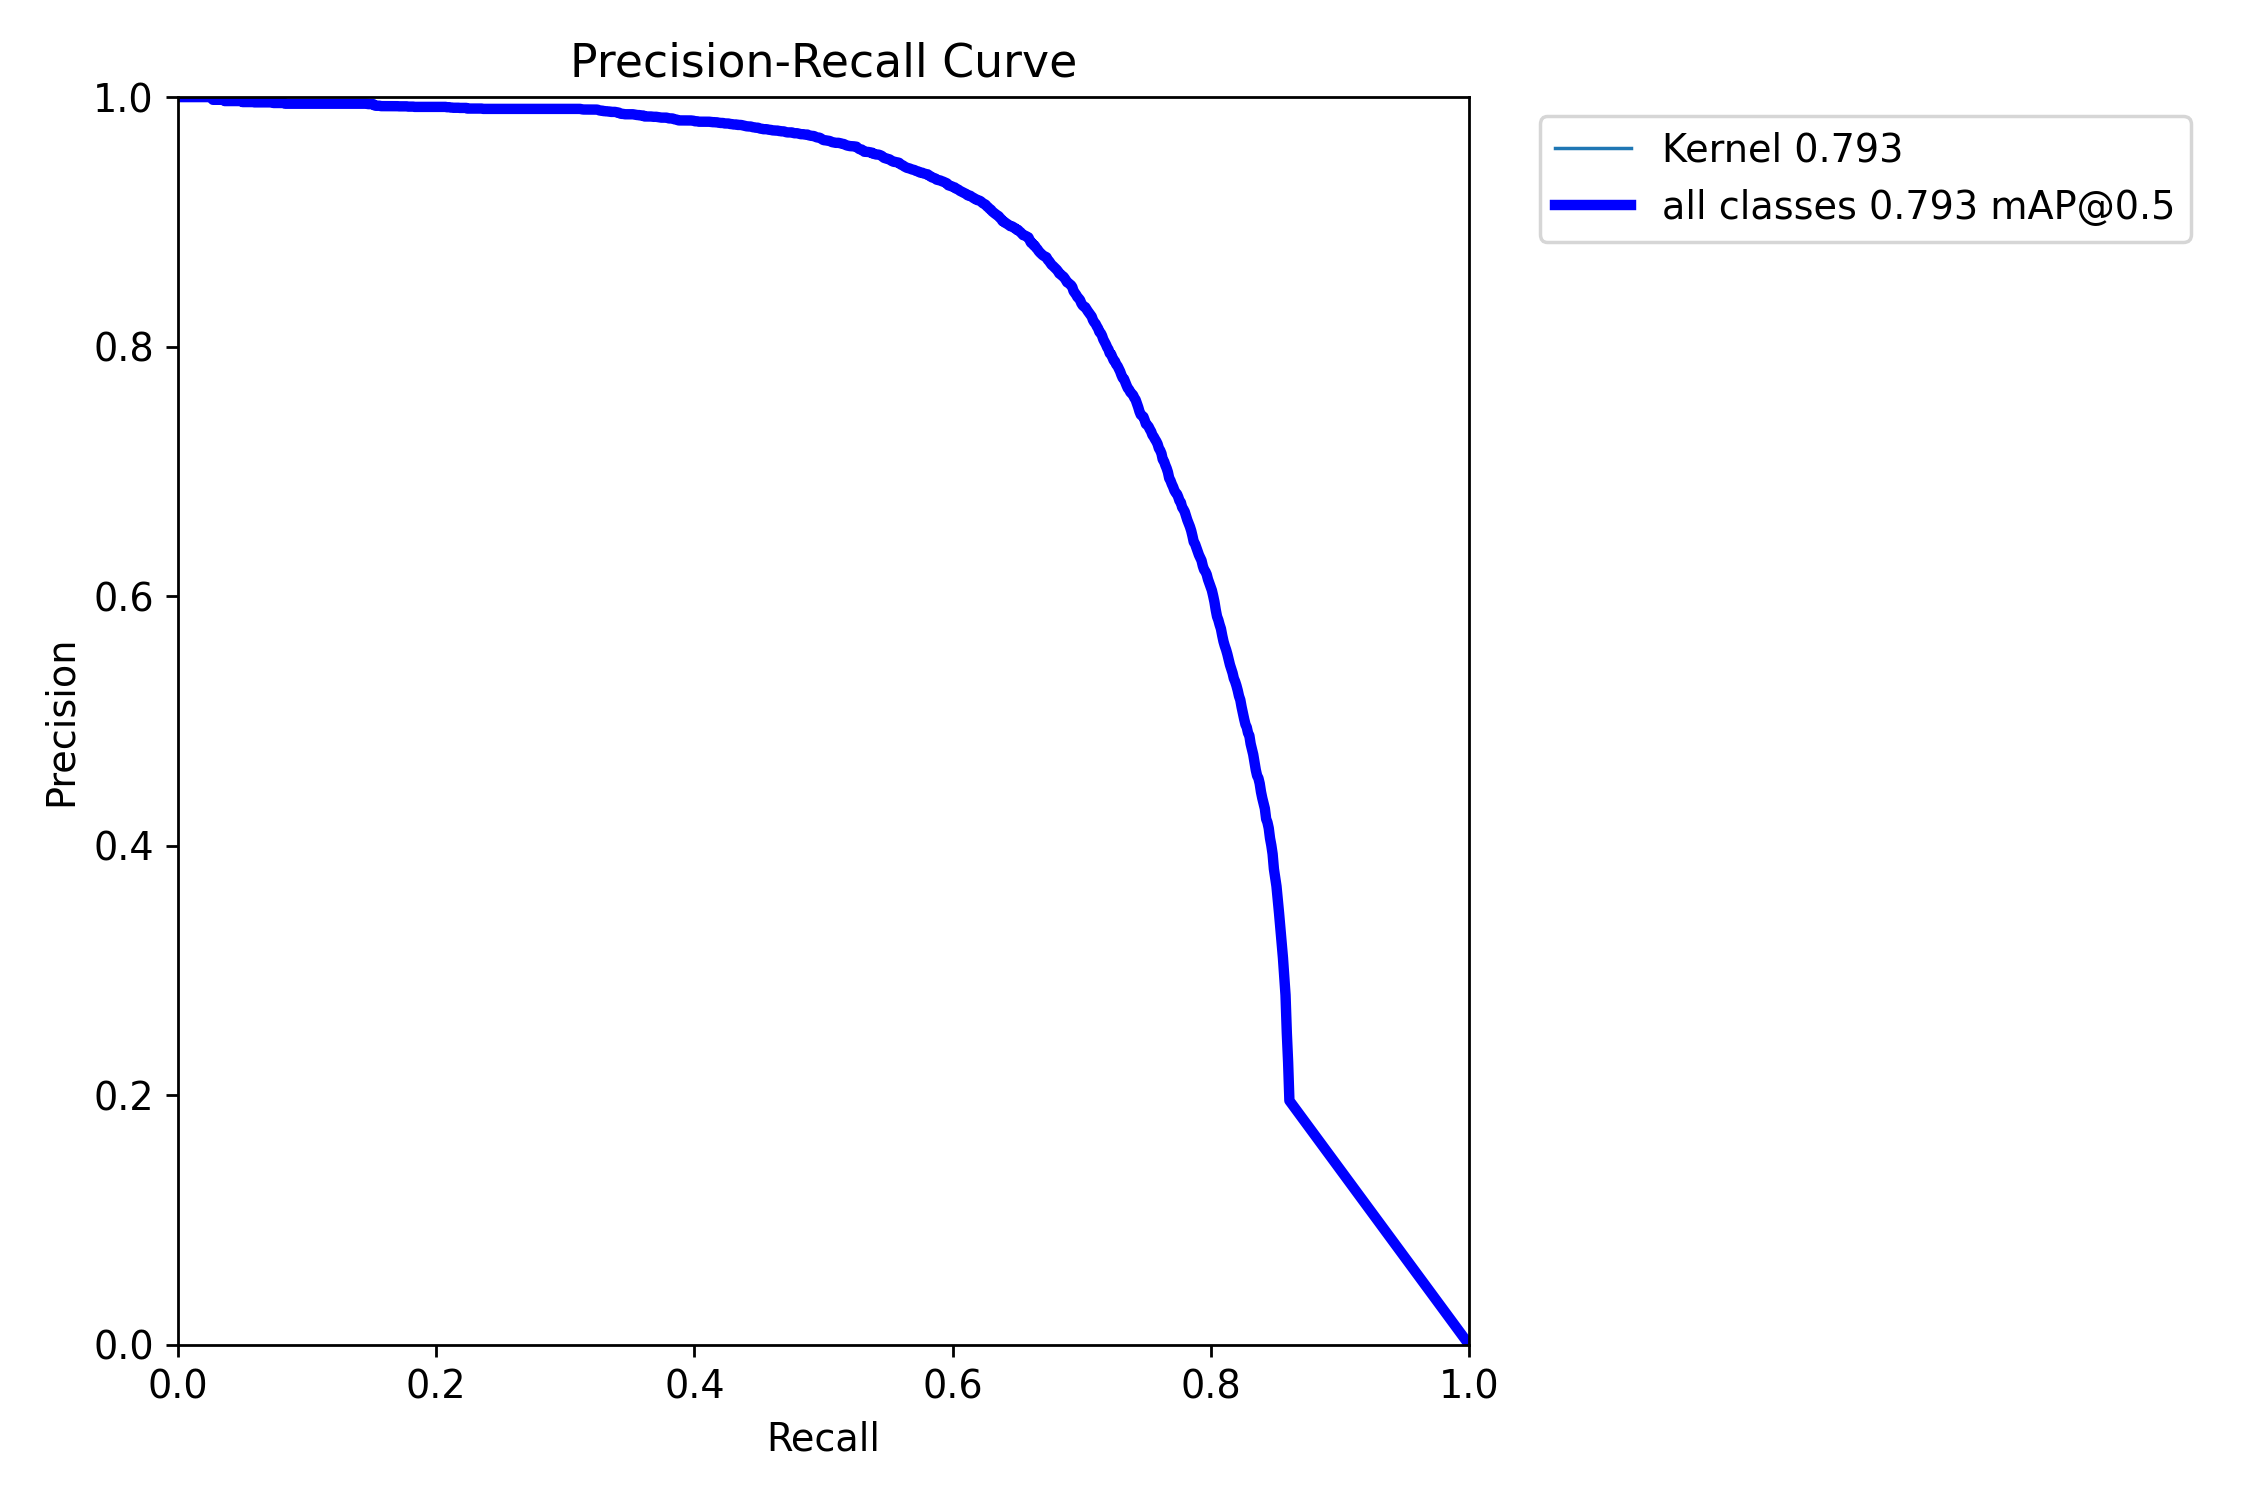 Precision-Recall Curve
1.0
0.8
0.6
0.4
0.2
0.0
Precision
0.0 0.2 0.4 0.6 0.8 1.0
Recall
Kernel 0.793
all classes 0.793 mAP@0.5